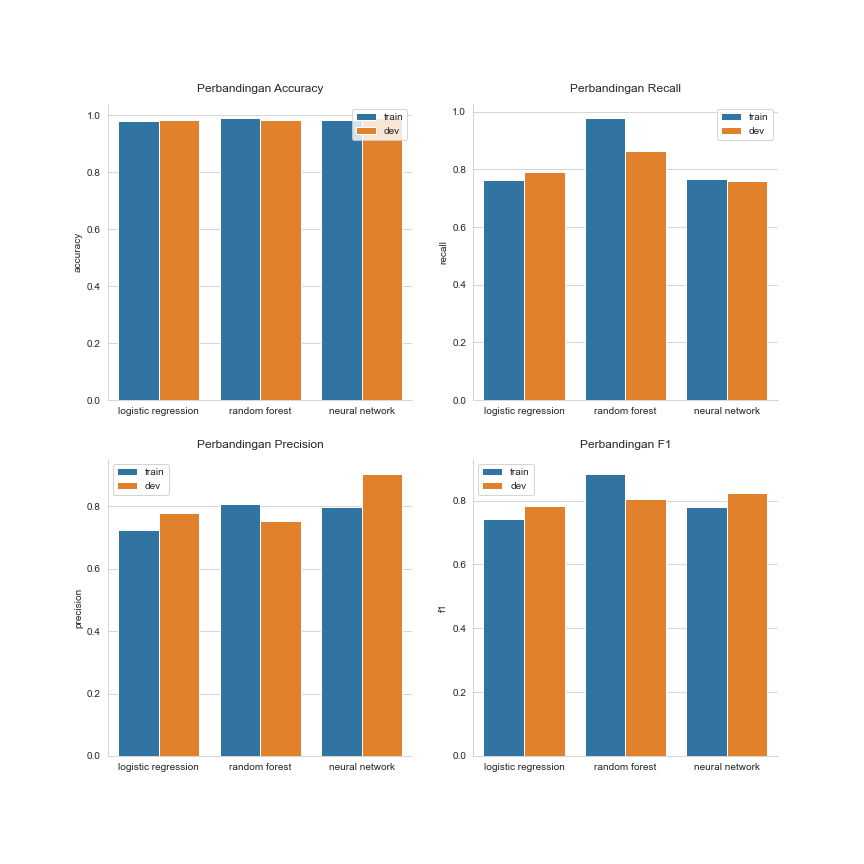 Perbandingan Accuracy
train
dev
1.0
0.8
0.6
0.4
0.2
0.0
accuracy
logistic regression
random forest
neural network
Perbandingan Recall
train
dev
1.0
0.8
0.6
0.4
0.2
0.0
recall
logistic regression
random forest
neural network
Perbandingan Precision
train
dev
0.8
0.6
0.4
0.2
0.0
precision
logistic regression
random forest
neural network
Perbandingan F1
train
dev
0.8
0.6
0.4
0.2
0.0
f1
logistic regression
random forest
neural network